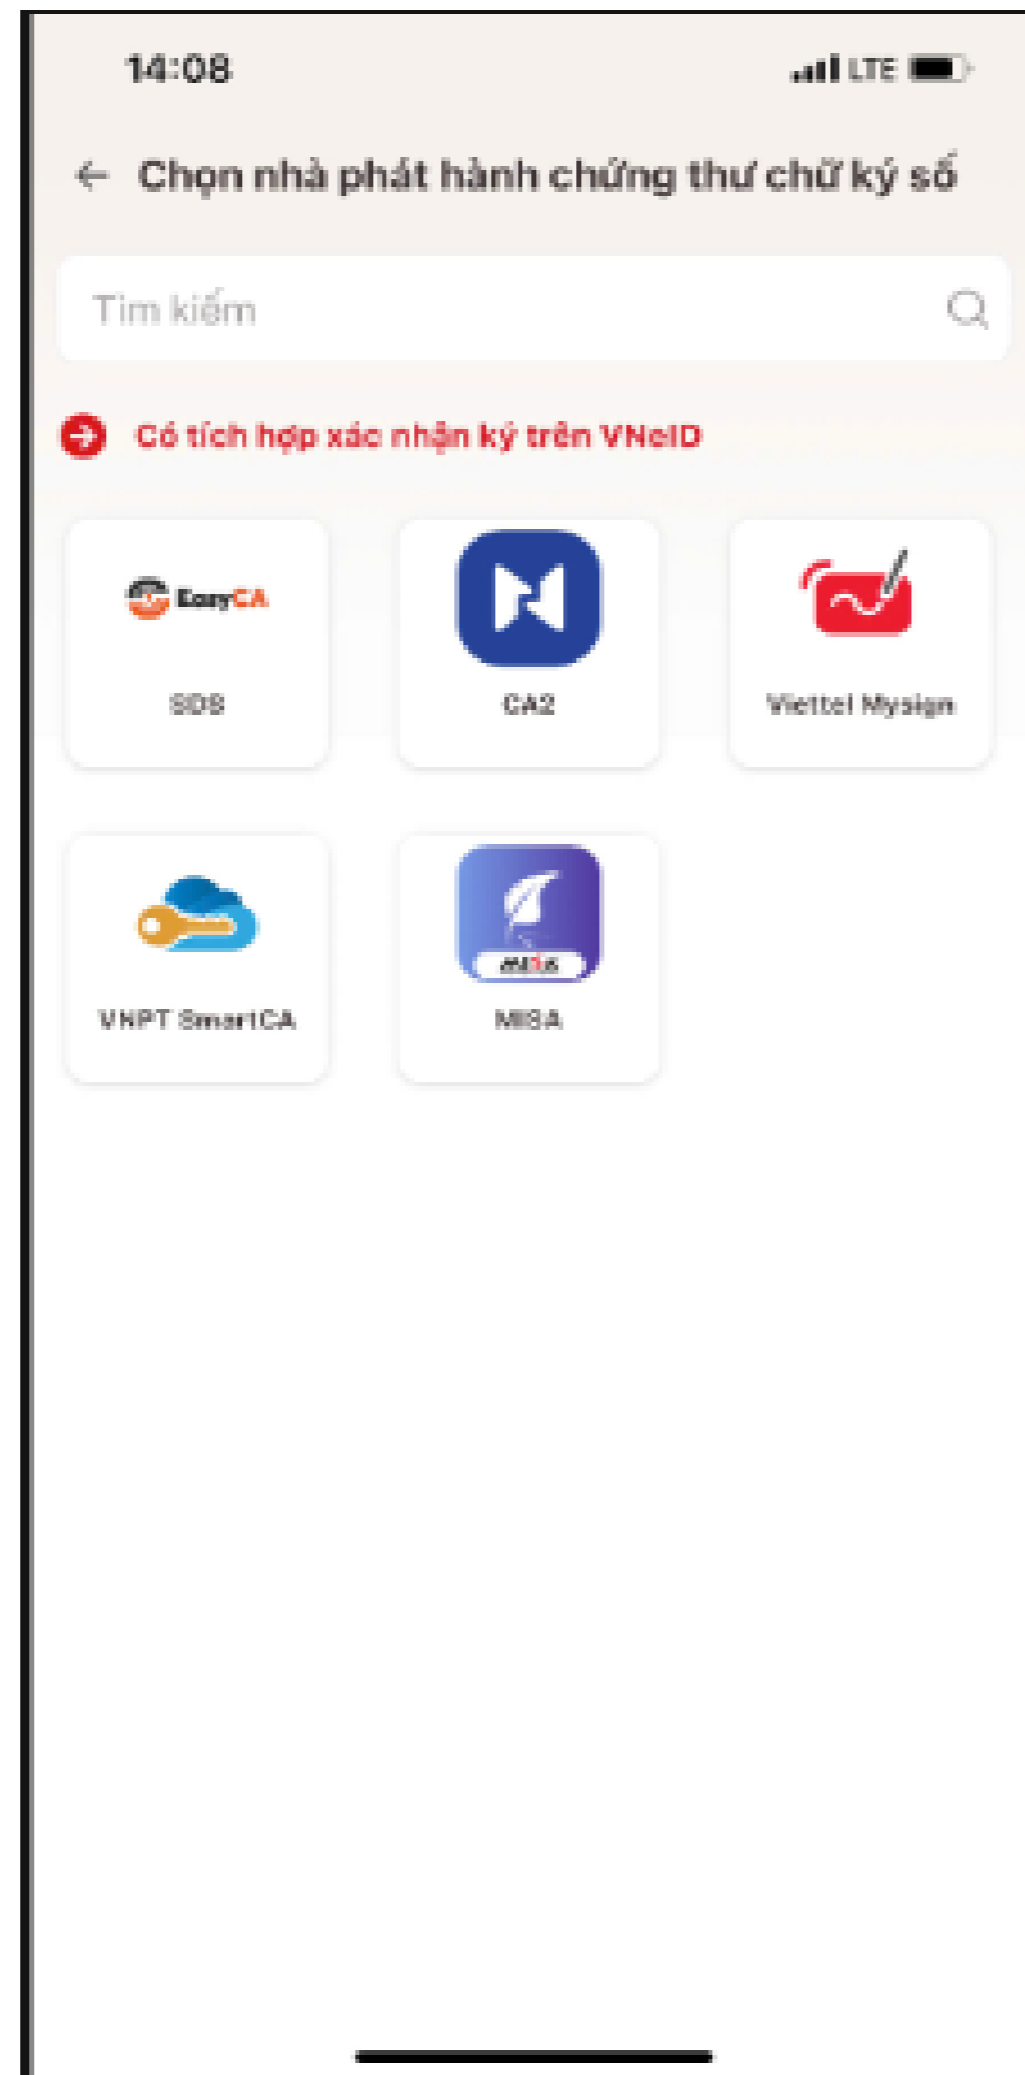 14:08
LTE
Chọn nhà phát hành chứng thư chữ ký số
Tìm kiếm
Có tích hợp xác nhận ký trên VNeID
EasyCA
SDS
CA2
Viettel Mysign
VNPT SmartCA
MISA
MISA